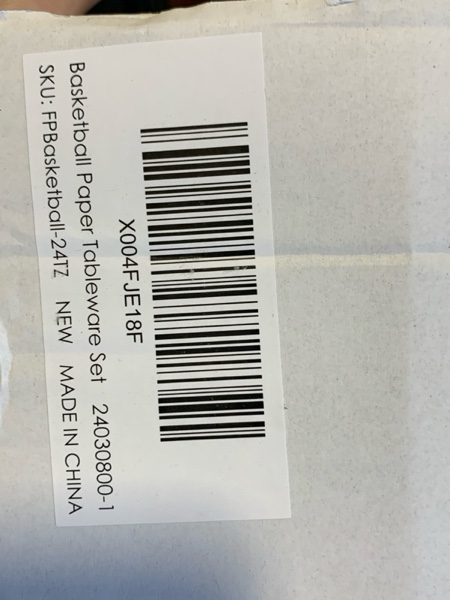 X004FJE18F
Basketball Paper Tableware Set 24030800-1
SKU: FPBasketball-24TZ NEW MADE IN CHINA